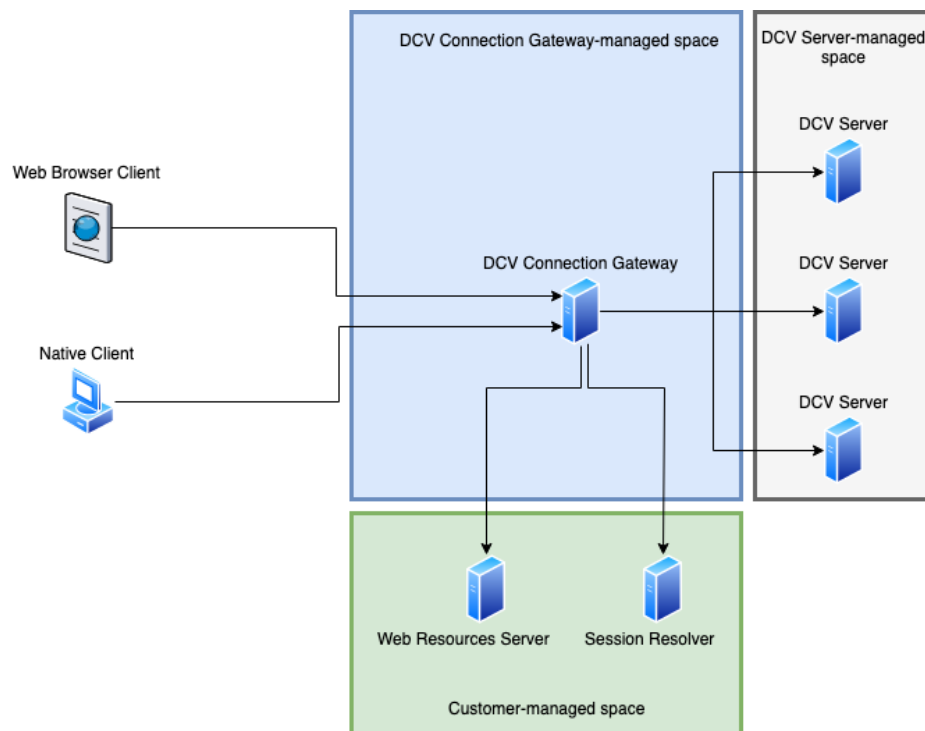 DCV Connection Gateway-managed space
DCV Server-managed
space
DCV Server
Web Browser Client
DCV Connection Gateway
DCV Server
Native Client
DCV Server
Web Resources Server
Session Resolver
Customer-managed space